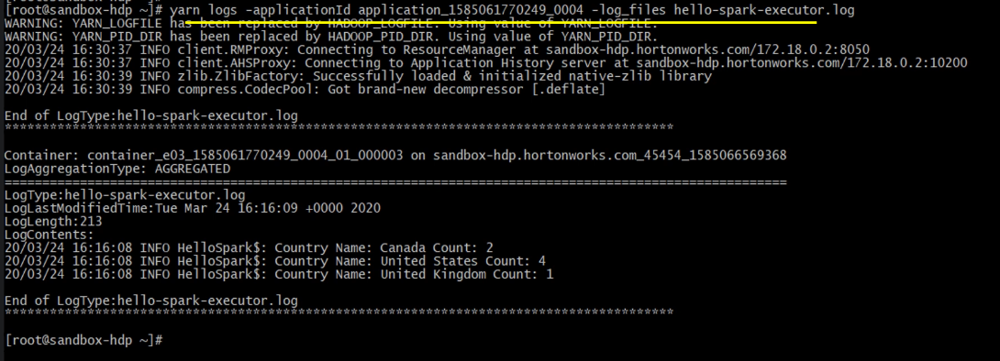 [root@sandbox-hdp ~]# yarn logs -applicationId application_1585061770249_0004 -log_files hello-spark-executor.log
WARNING: YARN_LOGFILE has been replaced by HADOOP_LOGFILE. Using value of YARN_LOGFILE.
WARNING: YARN_PID_DIR has been replaced by HADOOP_PID_DIR. Using value of YARN_PID_DIR.
20/03/24 16:30:37 INFO client.RMProxy: Connecting to ResourceManager at sandbox-hdp.hortonworks.com/172.18.0.2:8050
20/03/24 16:30:37 INFO client.AHSProxy: Connecting to Application History server at sandbox-hdp.hortonworks.com/172.18.0.2:10200
20/03/24 16:30:39 INFO zlib.ZlibFactory: Successfully loaded & initialized native-zlib library
20/03/24 16:30:39 INFO compress.CodecPool: Got brand-new decompressor [.deflate]
End of LogType:hello-spark-executor.log
*******************************************************************************************
Container: container_e03_1585061770249_0004_01_000003 on sandbox-hdp.hortonworks.com_45454_1585066569368
LogAggregationType: AGGREGATED
==========================================================================================================
LogType:hello-spark-executor.log
LogLastModifiedTime:Tue Mar 24 16:16:09 +0000 2020
LogLength:213
LogContents:
20/03/24 16:16:08 INFO HelloSpark$: Country Name: Canada Count: 2
20/03/24 16:16:08 INFO HelloSpark$: Country Name: United States Count: 4
20/03/24 16:16:08 INFO HelloSpark$: Country Name: United Kingdom Count: 1
End of LogType:hello-spark-executor.log
*******************************************************************************************
[root@sandbox-hdp ~]#